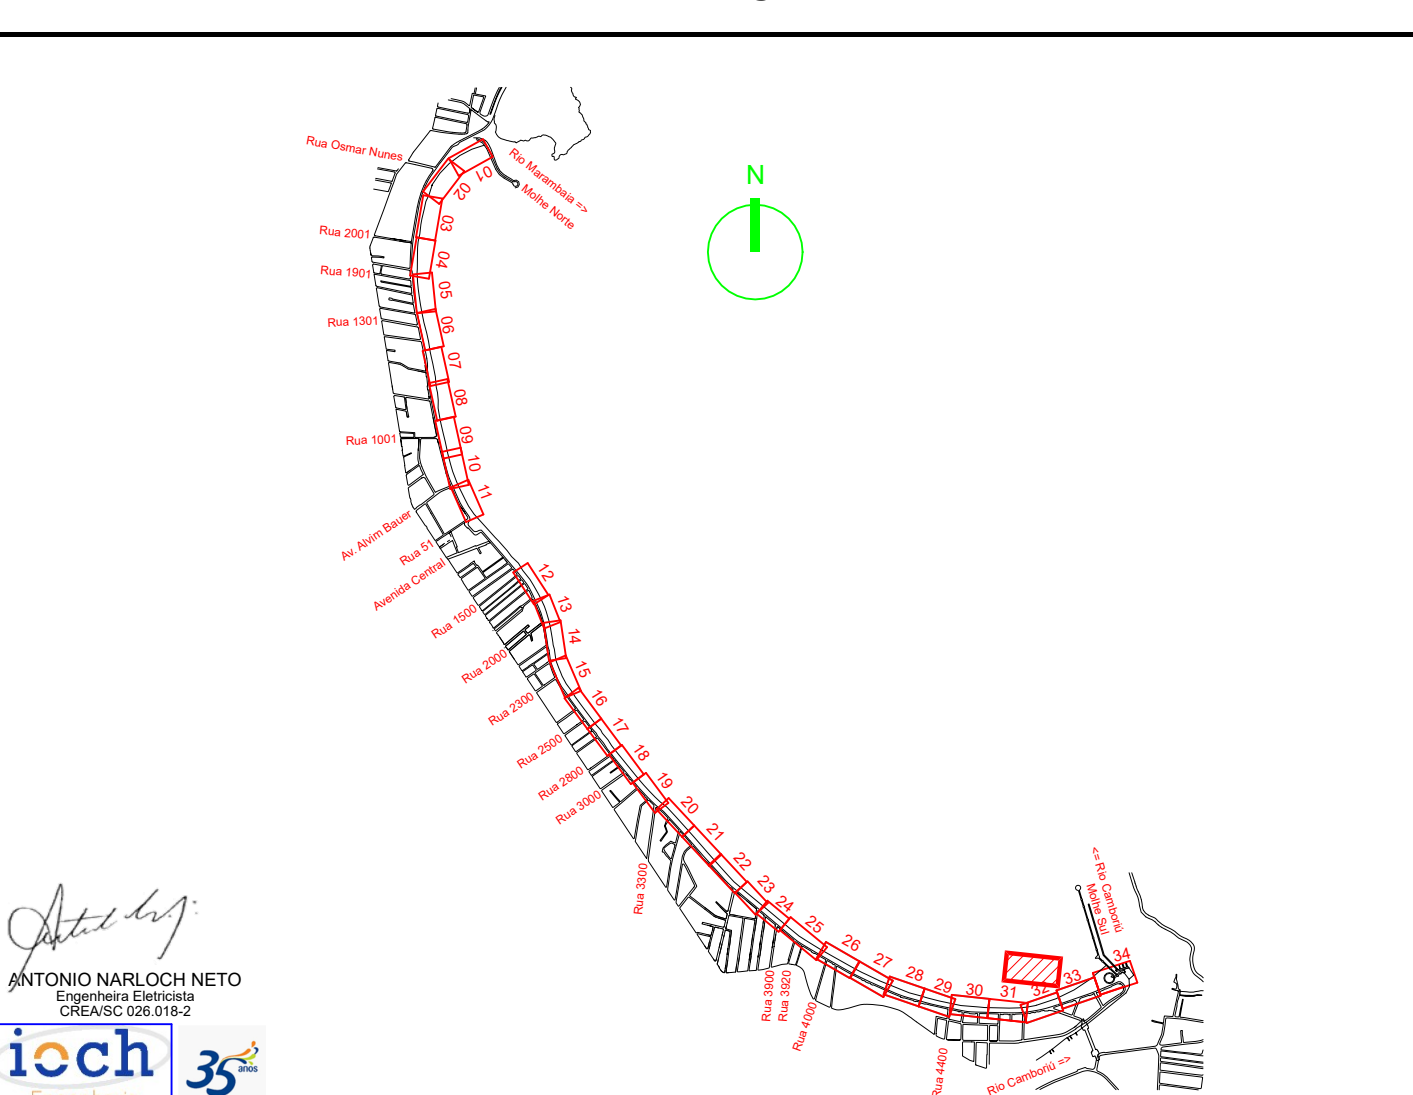 N
Rua Osmar Nunes
Rio Marambaia =>
Molhe Norte
01
02
03
Rua 2001
04
Rua 1901
05
Rua 1301
06
07
08
Rua 1001
09
10
11
Av. Alvim Bauer
Rua 51
Avenida Central
12
Rua 1500
13
14
Rua 2000
15
Rua 2300
16
17
Rua 2500
18
Rua 2800
19
Rua 3000
20
21
22
Rua 3300
23
24
25
Rua 3900
Rua 3920
26
Rua 4000
27
28
29
30
31
32
33
34
<= Rio Camboriú
Molhe Sul
Rua 4400
Rio Camboriú =>
ANTONIO NARLOCH NETO
Engenheira Eletricista
CREA/SC 026.018-2
ioch
35
anos